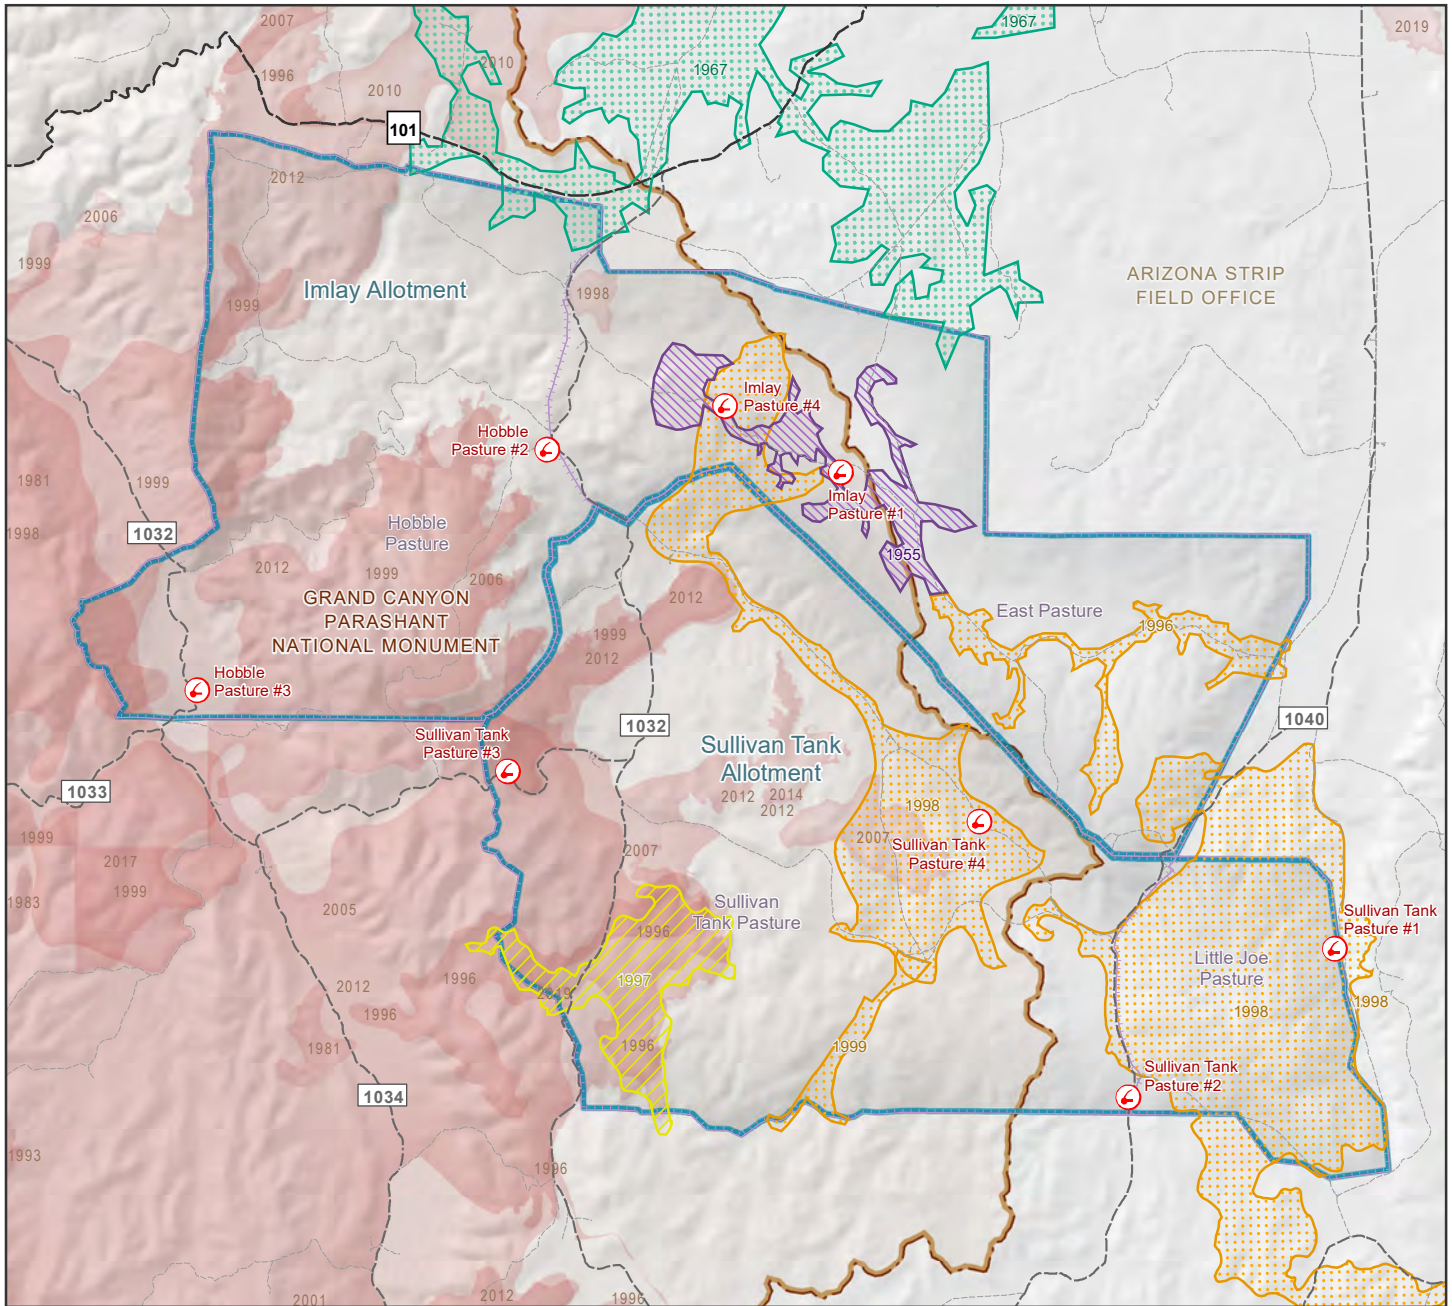 2007
1967
2019
2010
1967
1996
2010
101
2012
2006
1999
ARIZONA STRIP
FIELD OFFICE
Imlay Allotment
1998
1999
Imlay
Pasture #4
Hobble
Pasture #2
1981
1999
Imlay
Pasture #1
1998
1032
Hobble
Pasture
1955
2012
1999
2006
GRAND CANYON
PARASHANT
NATIONAL MONUMENT
2012
East Pasture
1996
1999
2012
Hobble
Pasture #3
1032
1040
Sullivan Tank
Pasture #3
Sullivan Tank
Allotment
1033
2012
2014
2012
1998
1999
2007
2007
Sullivan Tank
Pasture #4
2017
1999
1983
2005
Sullivan
Tank Pasture
1996
Sullivan Tank
Pasture #1
Little Joe
Pasture
1996
1997
2012
2019
1998
1998
1996
1981
1996
1999
Sullivan Tank
Pasture #2
1034
1993
1996
2001
2012
1996